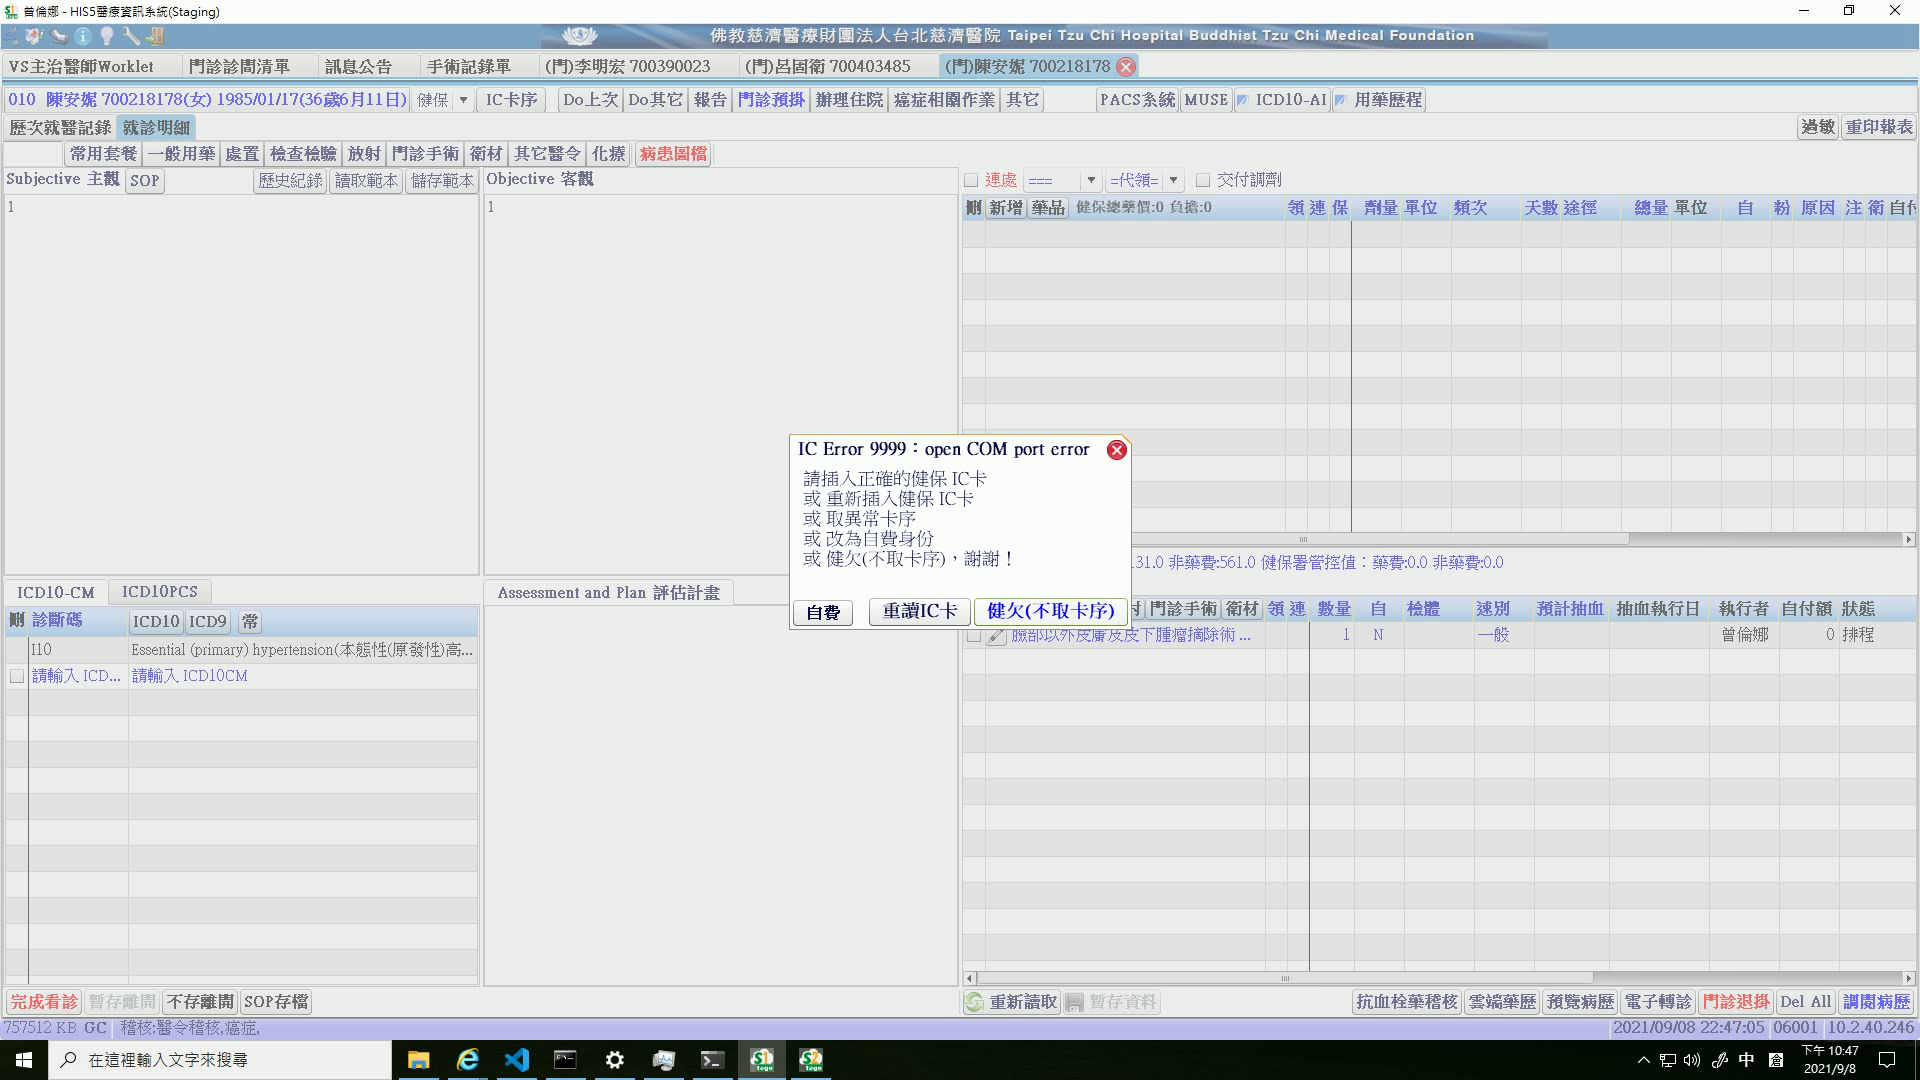 曾倫娜 - HIS5醫療資訊系統(Staging)
佛教慈濟醫療財團法人台北慈濟醫院 Taipei Tzu Chi Hospital Buddhist Tzu Chi Medical Foundation
VS主治醫師Worklet 門診診間清單 訊息公告 手術記錄單 (門)李明宏 700390023 (門)呂固衛 700403485 (門)陳安妮 700218178
010 陳安妮 700218178(女) 1985/01/17(36歲6月11日) 健保 IC卡序 Do上次 Do其它 報告 門診預掛 辦理住院 癌症相關作業 其它 PACS系統 MUSE ICD10-AI 用藥歷程
歷次就醫記錄 就診明細 過敏 重印報表
常用套餐 一般用藥 處置 檢查檢驗 放射 門診手術 衛材 其它醫令 化療 病患圖檔
Subjective 主觀 SOP 歷史紀錄 讀取範本 儲存範本 Objective 客觀 連處 === =代領= 交付調劑
刪 新增 藥品 健保總藥價:0 負擔:0 領 連 保 劑量 單位 頻次 天數 途徑 總量 單位 自 粉 原因 注 衛 自付
1 1
IC Error 9999：open COM port error
請插入正確的健保 IC卡
或 重新插入健保 IC卡
或 取異常卡序
或 改為自費身份
或 健欠(不取卡序)，謝謝！
自費 重讀IC卡 健欠(不取卡序)
31.0 非藥費:561.0 健保署管控值：藥費:0.0 非藥費:0.0
ICD10-CM ICD10PCS Assessment and Plan 評估計畫
刪 診斷碼 ICD10 ICD9 常 門診手術 衛材 領 連 數量 自 檢體 速別 預計抽血 抽血執行日 執行者 自付額 狀態
I10 Essential (primary) hypertension(本態性(原發性)高... 臉部以外皮膚及皮下腫瘤摘除術 ... 1 N 一般 曾倫娜 0 排程
請輸入 ICD... 請輸入 ICD10CM
完成看診 暫存離開 不存離開 SOP存檔 重新讀取 暫存資料 抗血栓藥稽核 雲端藥歷 預覽病歷 電子轉診 門診退掛 Del All 調閱病歷
757512 KB GC 稽核:醫令稽核,癌症, 2021/09/08 22:47:05 06001 10.2.40.246
在這裡輸入文字來搜尋 中 下午 10:47
2021/9/8